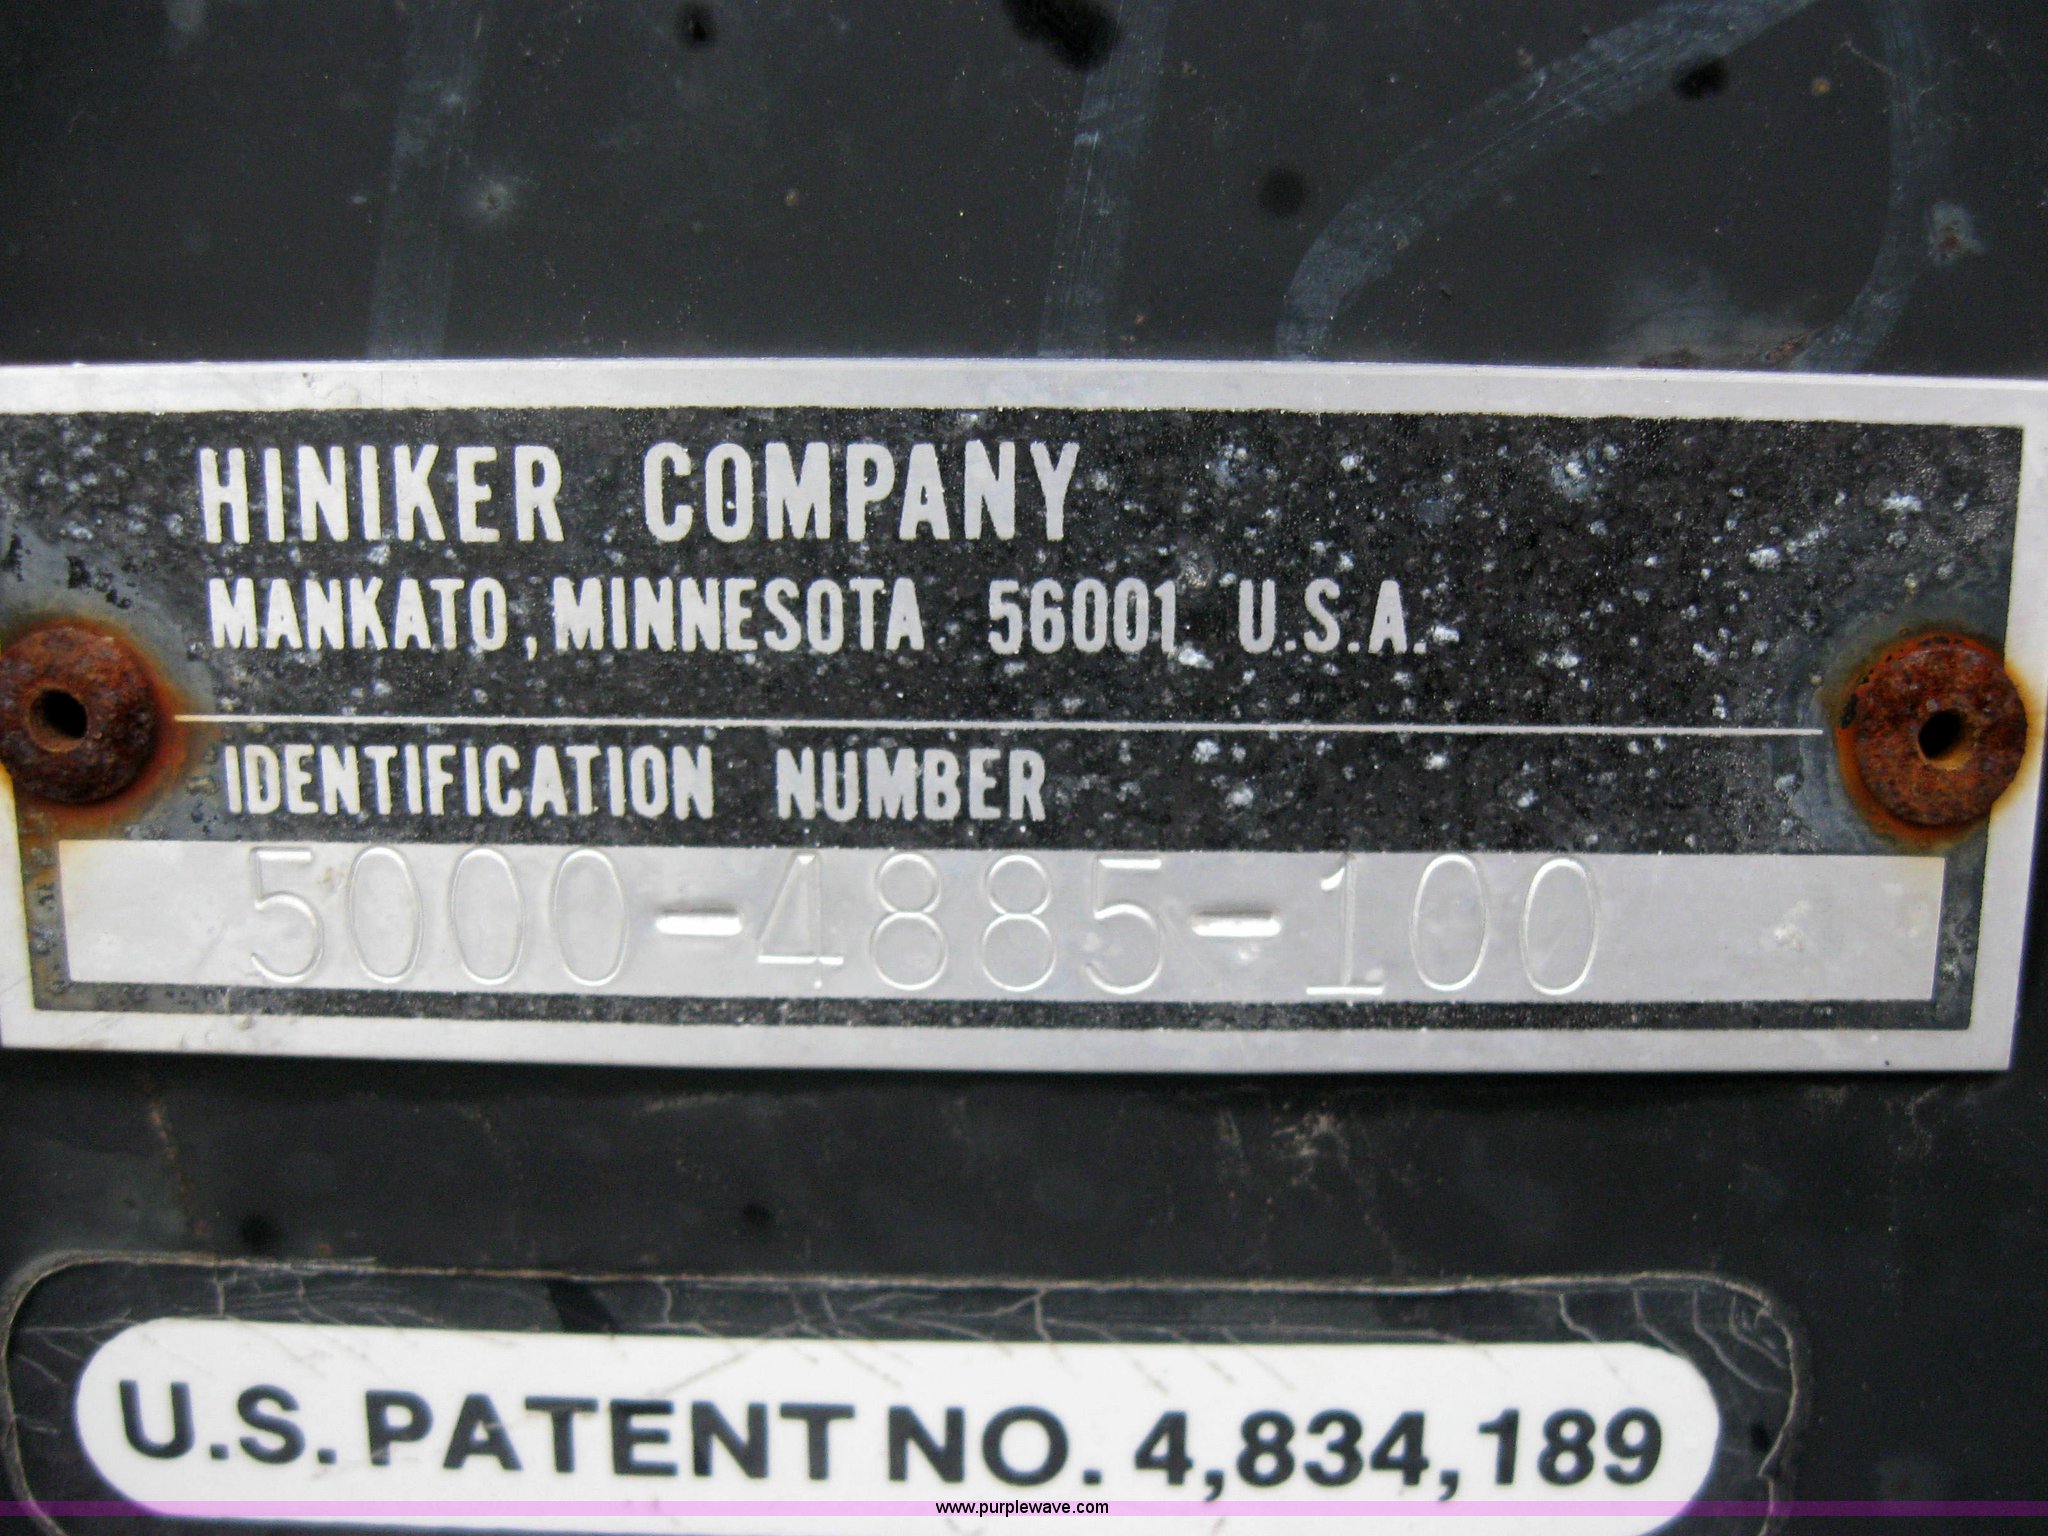 HINIKER COMPANY
MANKATO, MINNESOTA 56001 U.S.A.
IDENTIFICATION NUMBER
5000-4885-100
U.S. PATENT NO. 4,834,189
www.purplewave.com